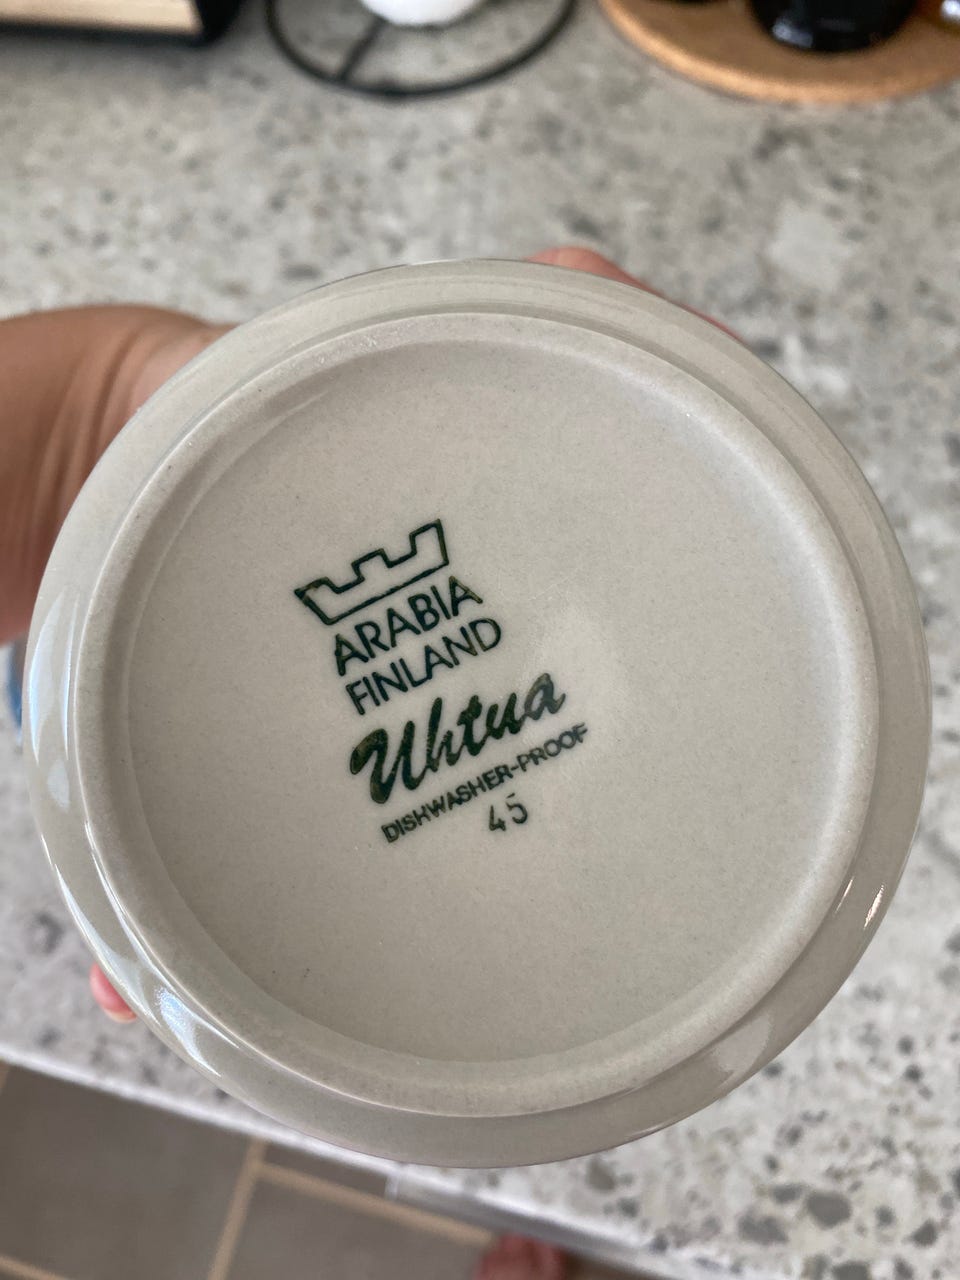 ARABIA
FINLAND
Uhtua
DISHWASHER-PROOF
45